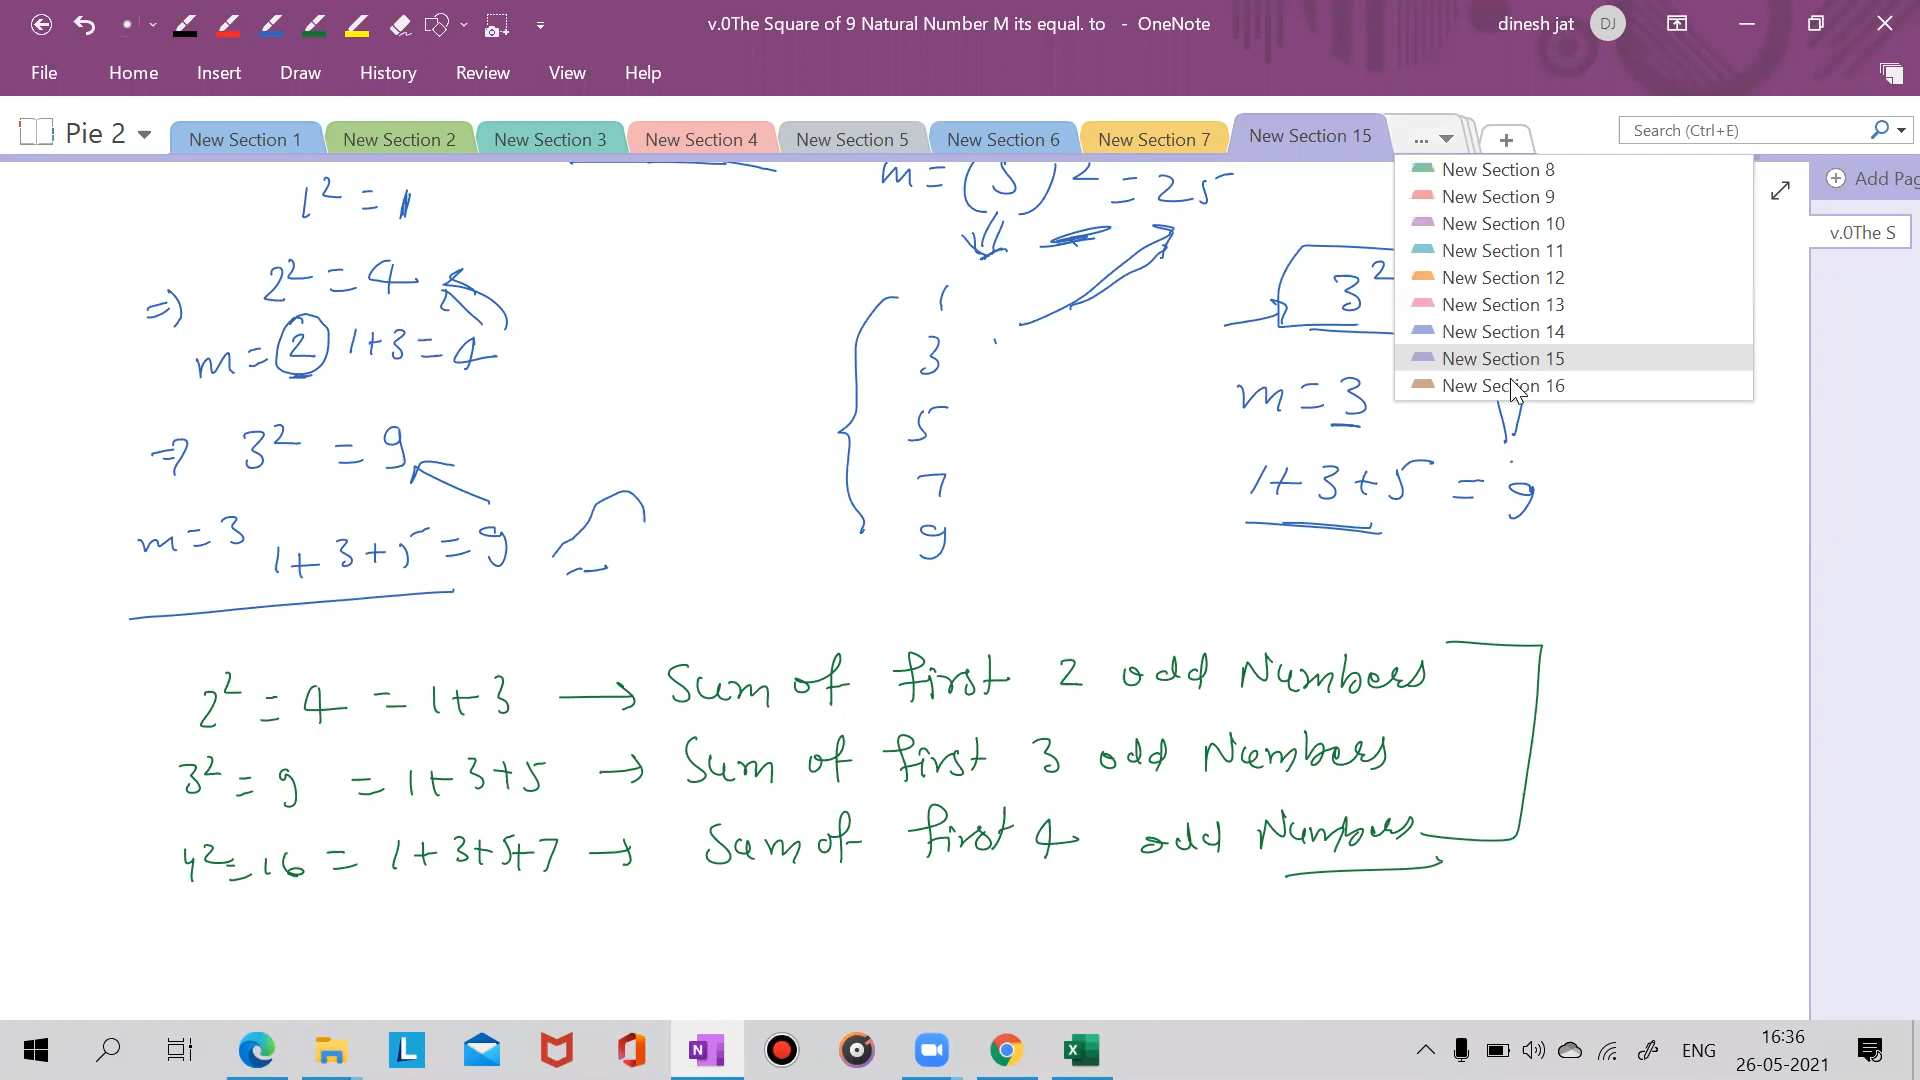 v.0The Square of 9 Natural Number M its equal. to - OneNote
dinesh jat
DJ
File Home Insert Draw History Review View Help
Pie 2
New Section 1 New Section 2 New Section 3 New Section 4 New Section 5 New Section 6 New Section 7 New Section 15 ...
Search (Ctrl+E)
New Section 8
New Section 9
New Section 10
New Section 11
New Section 12
New Section 13
New Section 14
New Section 15
New Section 16
Add Pag
v.0The S
1² = 1
⇒ 2² = 4
m = 2 1+3 = 4
⇒ 3² = 9
m = 3 1+3+5 = 9
m = (5)² = 25
1
3
5
7
9
3²
m = 3
1+3+5 = 9
2² = 4 = 1+3 → Sum of first 2 odd Numbers
3² = 9 = 1+3+5 → Sum of first 3 odd Numbers
4² = 16 = 1+3+5+7 → Sum of first 4 odd Numbers
ENG
16:36
26-05-2021